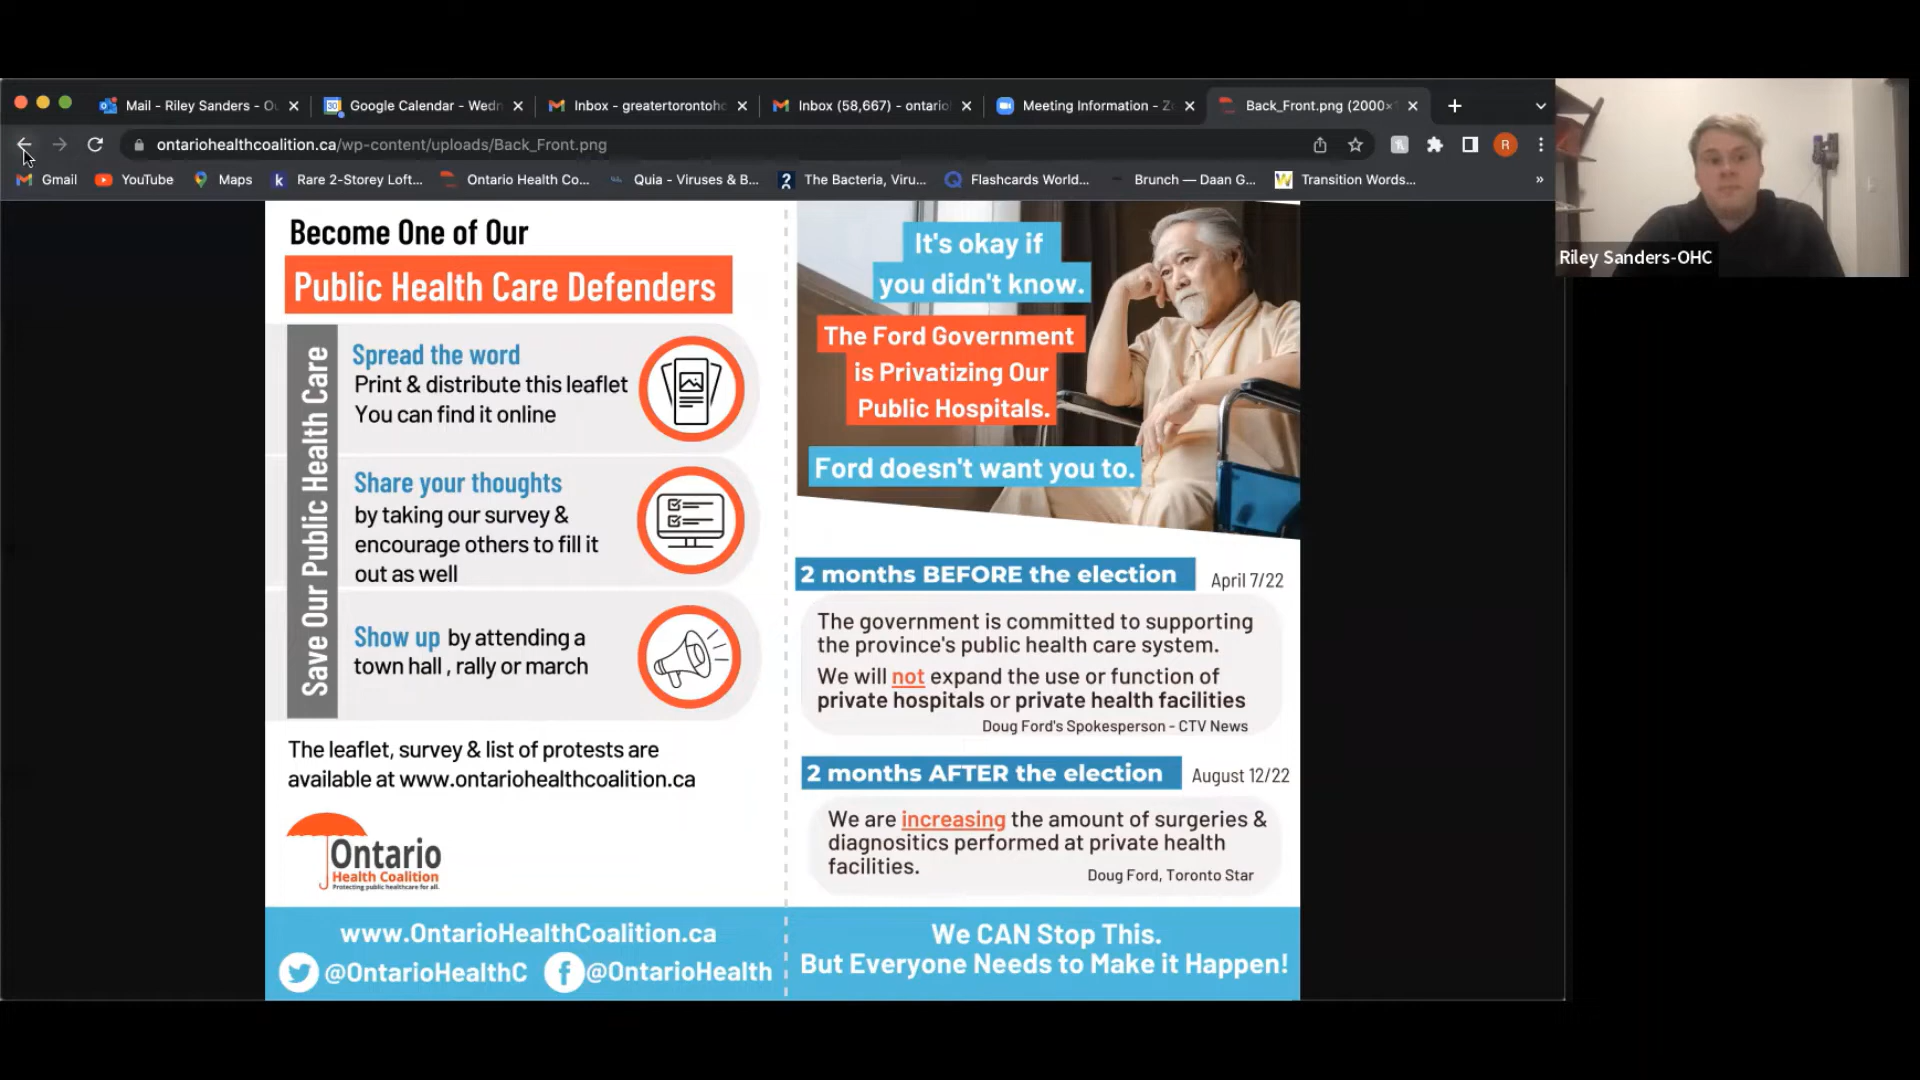 Mail - Riley Sanders - Ou
Google Calendar - Wedn
Inbox - greatertorontohc
Inbox (58,667) - ontario
Meeting Information - Zo
Back_Front.png (2000×
ontariohealthcoalition.ca/wp-content/uploads/Back_Front.png
R
Gmail
YouTube
Maps
Rare 2-Storey Loft...
Ontario Health Co...
Quia - Viruses & B...
The Bacteria, Viru...
Flashcards World...
Brunch — Daan G...
Transition Words...
»
Riley Sanders-OHC
Become One of Our
Public Health Care Defenders
Save Our Public Health Care
Spread the word
Print & distribute this leaflet
You can find it online
Share your thoughts
by taking our survey &
encourage others to fill it
out as well
Show up by attending a
town hall , rally or march
The leaflet, survey & list of protests are
available at www.ontariohealthcoalition.ca
Ontario
Health Coalition
Protecting public healthcare for all.
www.OntarioHealthCoalition.ca
@OntarioHealthC @OntarioHealth
It's okay if
you didn't know.
The Ford Government
is Privatizing Our
Public Hospitals.
Ford doesn't want you to.
2 months BEFORE the election April 7/22
The government is committed to supporting
the province's public health care system.
We will not expand the use or function of
private hospitals or private health facilities
Doug Ford's Spokesperson - CTV News
2 months AFTER the election August 12/22
We are increasing the amount of surgeries &
diagnositics performed at private health
facilities.
Doug Ford, Toronto Star
We CAN Stop This.
But Everyone Needs to Make it Happen!